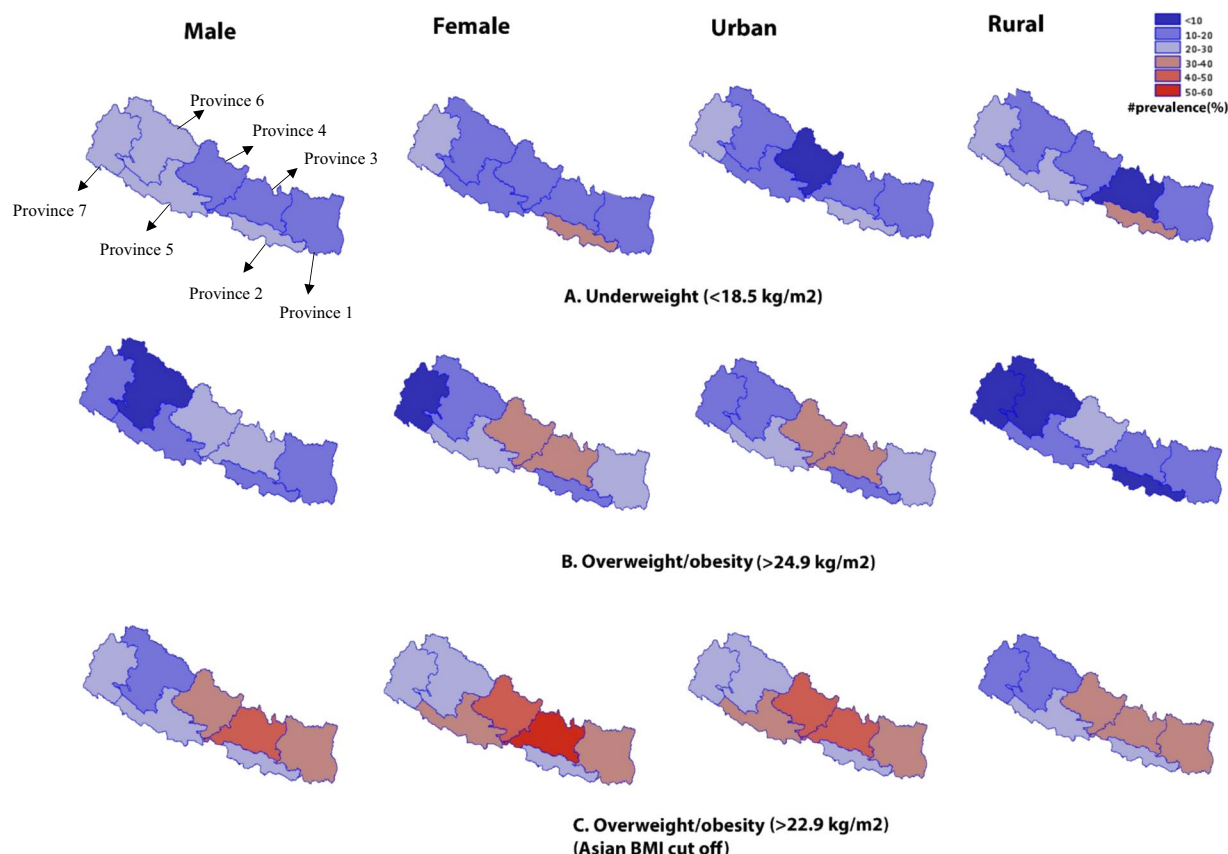 Male
Female
Urban
Rural
<10
10-20
20-30
30-40
40-50
50-60
#prevalence(%)
Province 6
Province 4
Province 3
Province 7
Province 5
Province 2
Province 1
A. Underweight (<18.5 kg/m2)
B. Overweight/obesity (>24.9 kg/m2)
C. Overweight/obesity (>22.9 kg/m2)
(Asian BMI cut off)